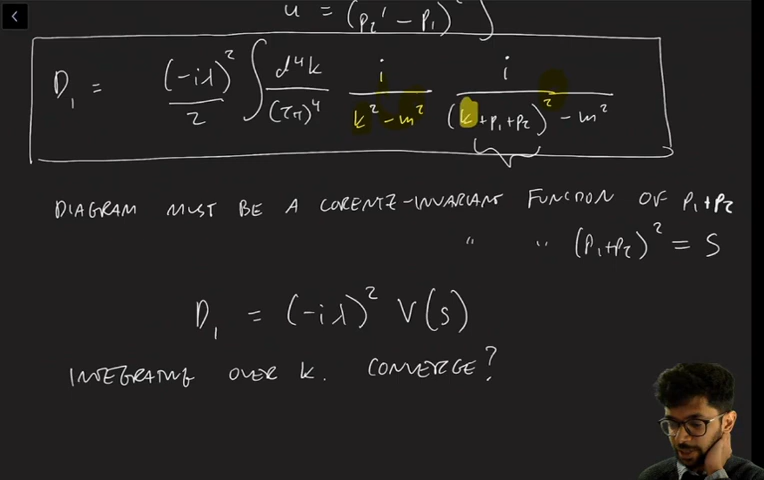 u = (p₂' − p₁)²
D₁ = (-iλ)²/2 ∫ d⁴k/(2π)⁴ i/(k² − m²) i/((k + p₁ + p₂)² − m²)
DIAGRAM MUST BE A LORENTZ-INVARIANT FUNCTION OF P₁+P₂
" " (P₁+P₂)² = S
D₁ = (-iλ)² V(s)
INTEGRATING OVER K. CONVERGE?